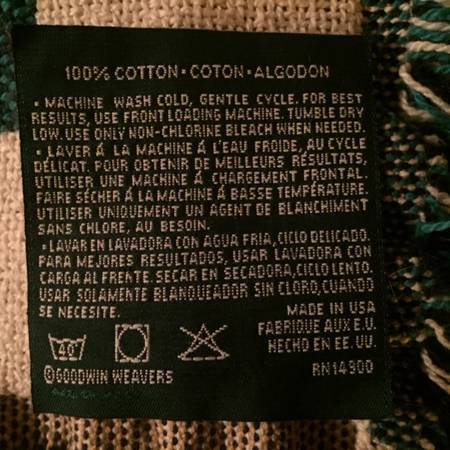 100% COTTON · COTON · ALGODON
· MACHINE WASH COLD, GENTLE CYCLE. FOR BEST
RESULTS, USE FRONT LOADING MACHINE. TUMBLE DRY
LOW. USE ONLY NON-CHLORINE BLEACH WHEN NEEDED.
· LAVER Á LA MACHINE Á L'EAU FROIDE, AU CYCLE
DÉLICAT. POUR OBTENIR DE MEILLEURS RÉSULTATS,
UTILISER UNE MACHINE Á CHARGEMENT FRONTAL.
FAIRE SÉCHER Á LA MACHINE Á BASSE TEMPÉRATURE.
UTILISER UNIQUEMENT UN AGENT DE BLANCHIMENT
SANS CHLORE, AU BESOIN.
· LAVAR EN LAVADORA CON AGUA FRIA, CICLO DELICADO.
PARA MEJORES RESULTADOS, USAR LAVADORA CON
CARGA AL FRENTE. SECAR EN SECADORA, CICLO LENTO.
USAR SOLAMENTE BLANQUEADOR SIN CLORO, CUANDO
SE NECESITE.
MADE IN USA
FABRIQUE AUX E.U.
HECHO EN EE. UU.
40
©GOODWIN WEAVERS
RN14900